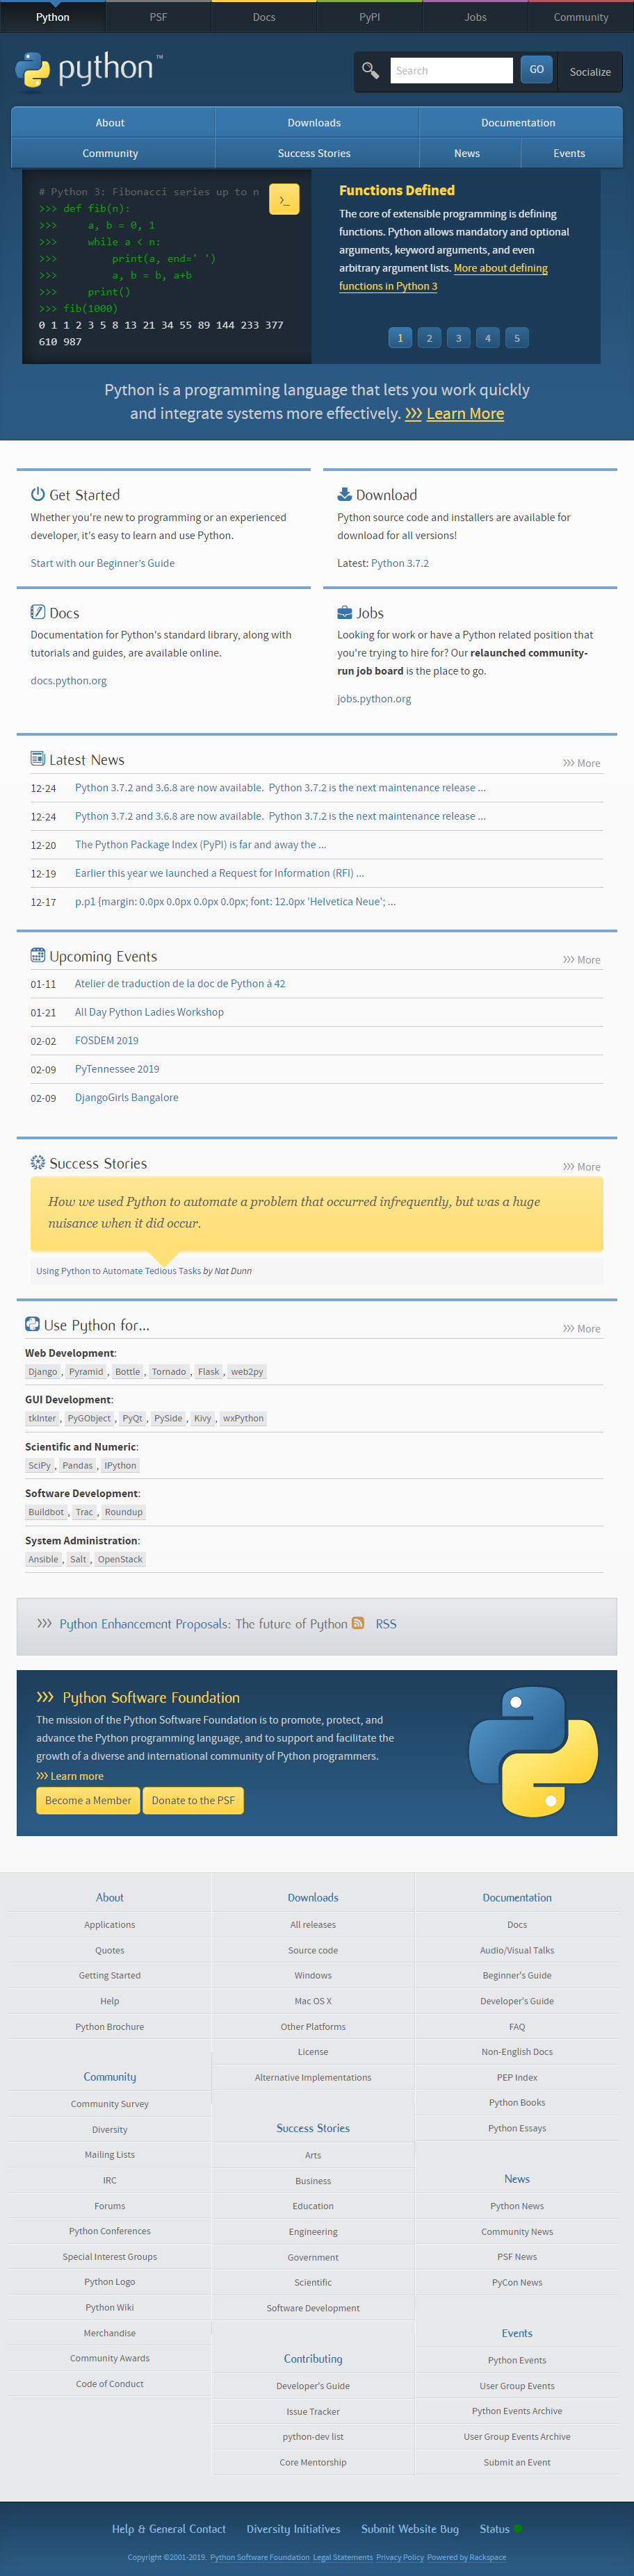 Python
PSF
Docs
PyPI
Jobs
Community
python™
Search
GO
Socialize
About
Downloads
Documentation
Community
Success Stories
News
Events
# Python 3: Fibonacci series up to n
>_
>>> def fib(n):
>>>     a, b = 0, 1
>>>     while a < n:
>>>         print(a, end=' ')
>>>         a, b = b, a+b
>>>     print()
>>> fib(1000)
0 1 1 2 3 5 8 13 21 34 55 89 144 233 377
610 987
Functions Defined
The core of extensible programming is defining
functions. Python allows mandatory and optional
arguments, keyword arguments, and even
arbitrary argument lists. More about defining
functions in Python 3
1
2
3
4
5
Python is a programming language that lets you work quickly
and integrate systems more effectively. >>> Learn More
Get Started
Whether you're new to programming or an experienced
developer, it's easy to learn and use Python.
Start with our Beginner's Guide
Download
Python source code and installers are available for
download for all versions!
Latest: Python 3.7.2
Docs
Documentation for Python's standard library, along with
tutorials and guides, are available online.
docs.python.org
Jobs
Looking for work or have a Python related position that
you're trying to hire for? Our relaunched community-
run job board is the place to go.
jobs.python.org
Latest News
>>> More
12-24 Python 3.7.2 and 3.6.8 are now available.  Python 3.7.2 is the next maintenance release ...
12-24 Python 3.7.2 and 3.6.8 are now available.  Python 3.7.2 is the next maintenance release ...
12-20 The Python Package Index (PyPI) is far and away the ...
12-19 Earlier this year we launched a Request for Information (RFI) ...
12-17 p.p1 {margin: 0.0px 0.0px 0.0px 0.0px; font: 12.0px 'Helvetica Neue'; ...
Upcoming Events
>>> More
01-11 Atelier de traduction de la doc de Python à 42
01-21 All Day Python Ladies Workshop
02-02 FOSDEM 2019
02-09 PyTennessee 2019
02-09 DjangoGirls Bangalore
Success Stories
>>> More
How we used Python to automate a problem that occurred infrequently, but was a huge
nuisance when it did occur.
Using Python to Automate Tedious Tasks by Nat Dunn
Use Python for...
>>> More
Web Development:
Django , Pyramid , Bottle , Tornado , Flask , web2py
GUI Development:
tkInter , PyGObject , PyQt , PySide , Kivy , wxPython
Scientific and Numeric:
SciPy , Pandas , IPython
Software Development:
Buildbot , Trac , Roundup
System Administration:
Ansible , Salt , OpenStack
>>> Python Enhancement Proposals: The future of Python RSS
>>> Python Software Foundation
The mission of the Python Software Foundation is to promote, protect, and
advance the Python programming language, and to support and facilitate the
growth of a diverse and international community of Python programmers.
>>> Learn more
Become a Member
Donate to the PSF
About
Applications
Quotes
Getting Started
Help
Python Brochure
Community
Community Survey
Diversity
Mailing Lists
IRC
Forums
Python Conferences
Special Interest Groups
Python Logo
Python Wiki
Merchandise
Community Awards
Code of Conduct
Downloads
All releases
Source code
Windows
Mac OS X
Other Platforms
License
Alternative Implementations
Success Stories
Arts
Business
Education
Engineering
Government
Scientific
Software Development
Contributing
Developer's Guide
Issue Tracker
python-dev list
Core Mentorship
Documentation
Docs
Audio/Visual Talks
Beginner's Guide
Developer's Guide
FAQ
Non-English Docs
PEP Index
Python Books
Python Essays
News
Python News
Community News
PSF News
PyCon News
Events
Python Events
User Group Events
Python Events Archive
User Group Events Archive
Submit an Event
Help & General Contact
Diversity Initiatives
Submit Website Bug
Status
Copyright ©2001-2019. Python Software Foundation Legal Statements Privacy Policy Powered by Rackspace